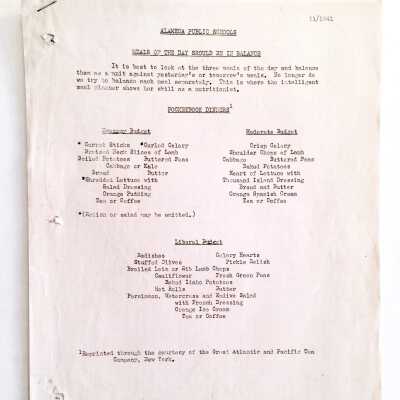 11/1941
ALAMEDA PUBLIC SCHOOLS
MEALS OF THE DAY SHOULD BE IN BALANCE
It is best to look at the three meals of the day and balance
them as a unit against yesterday's or tomorrow's meals. No longer do
we try to balance each meal separately. This is where the intelligent
meal planner shows her skill as a nutritionist.
POCKETBOOK DINNERS1
Economy Budget
*Carrot Sticks *Curled Celery
Braised Neck Slices of Lamb
Boiled Potatoes Buttered Peas
Cabbage or Kale
Bread Butter
*Shredded Lettuce with
Salad Dressing
Orange Pudding
Tea or Coffee
*(Relish or salad may be omitted.)
Moderate Budget
Crisp Celery
Shoulder Chops of Lamb
Cabbage Buttered Peas
Baked Potatoes
Heart of Lettuce with
Thousand Island Dressing
Bread and Butter
Orange Spanish Cream
Tea or Coffee
Liberal Budget
Radishes Celery Hearts
Stuffed Olives Pickle Relish
Broiled Loin or Rib Lamb Chops
Cauliflower Fresh Green Peas
Baked Idaho Potatoes
Hot Rolls Butter
Persimmon, Watercress and Endive Salad
with French Dressing
Orange Ice Cream
Tea or Coffee
1Reprinted through the courtesy of the Great Atlantic and Pacific Tea
Company, New York.